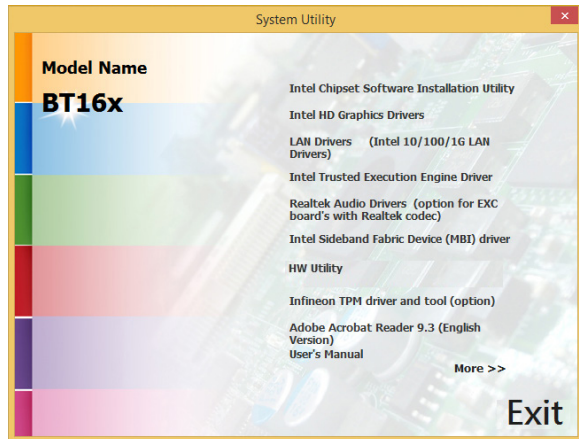 System Utility
Model Name
BT16x
Intel Chipset Software Installation Utility
Intel HD Graphics Drivers
LAN Drivers (Intel 10/100/1G LAN
Drivers)
Intel Trusted Execution Engine Driver
Realtek Audio Drivers (option for EXC
board's with Realtek codec)
Intel Sideband Fabric Device (MBI) driver
HW Utility
Infineon TPM driver and tool (option)
Adobe Acrobat Reader 9.3 (English
Version)
User's Manual
More >>
Exit